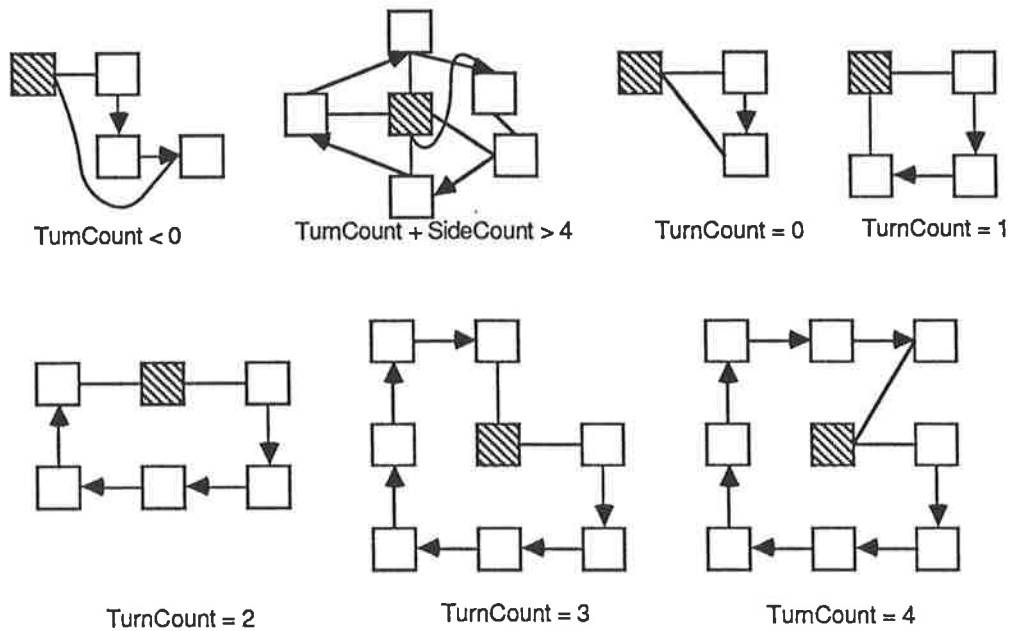 TurnCount < 0
TurnCount + SideCount > 4
TurnCount = 0
TurnCount = 1
TurnCount = 2
TurnCount = 3
TurnCount = 4